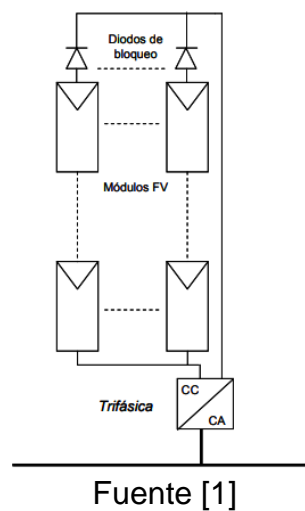 Diodos de
bloqueo
Módulos FV
CC
Trifásica
CA
Fuente [1]